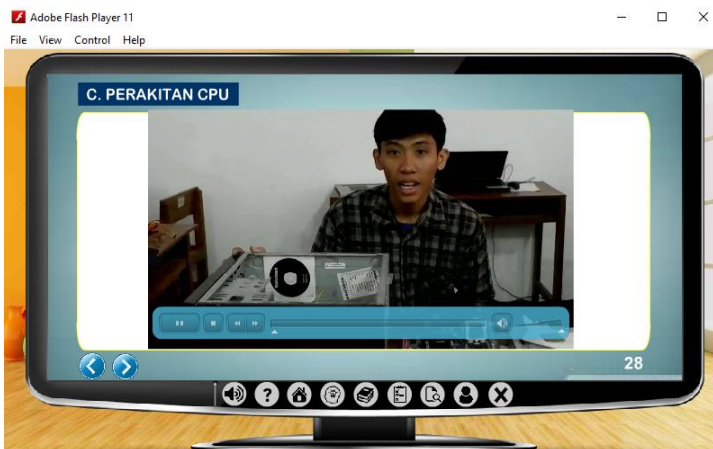 Adobe Flash Player 11
File View Control Help
C. PERAKITAN CPU
28
?